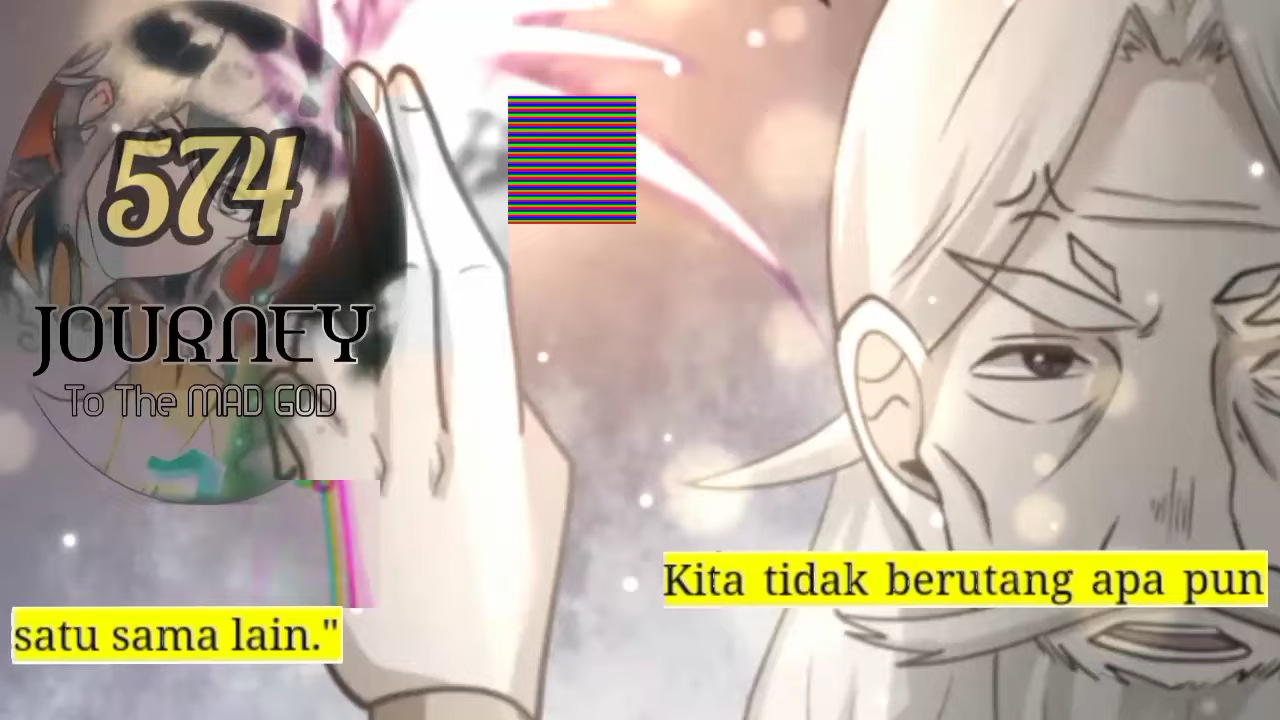 574
JOURNEY
To The MAD GOD
Kita tidak berutang apa pun
satu sama lain."